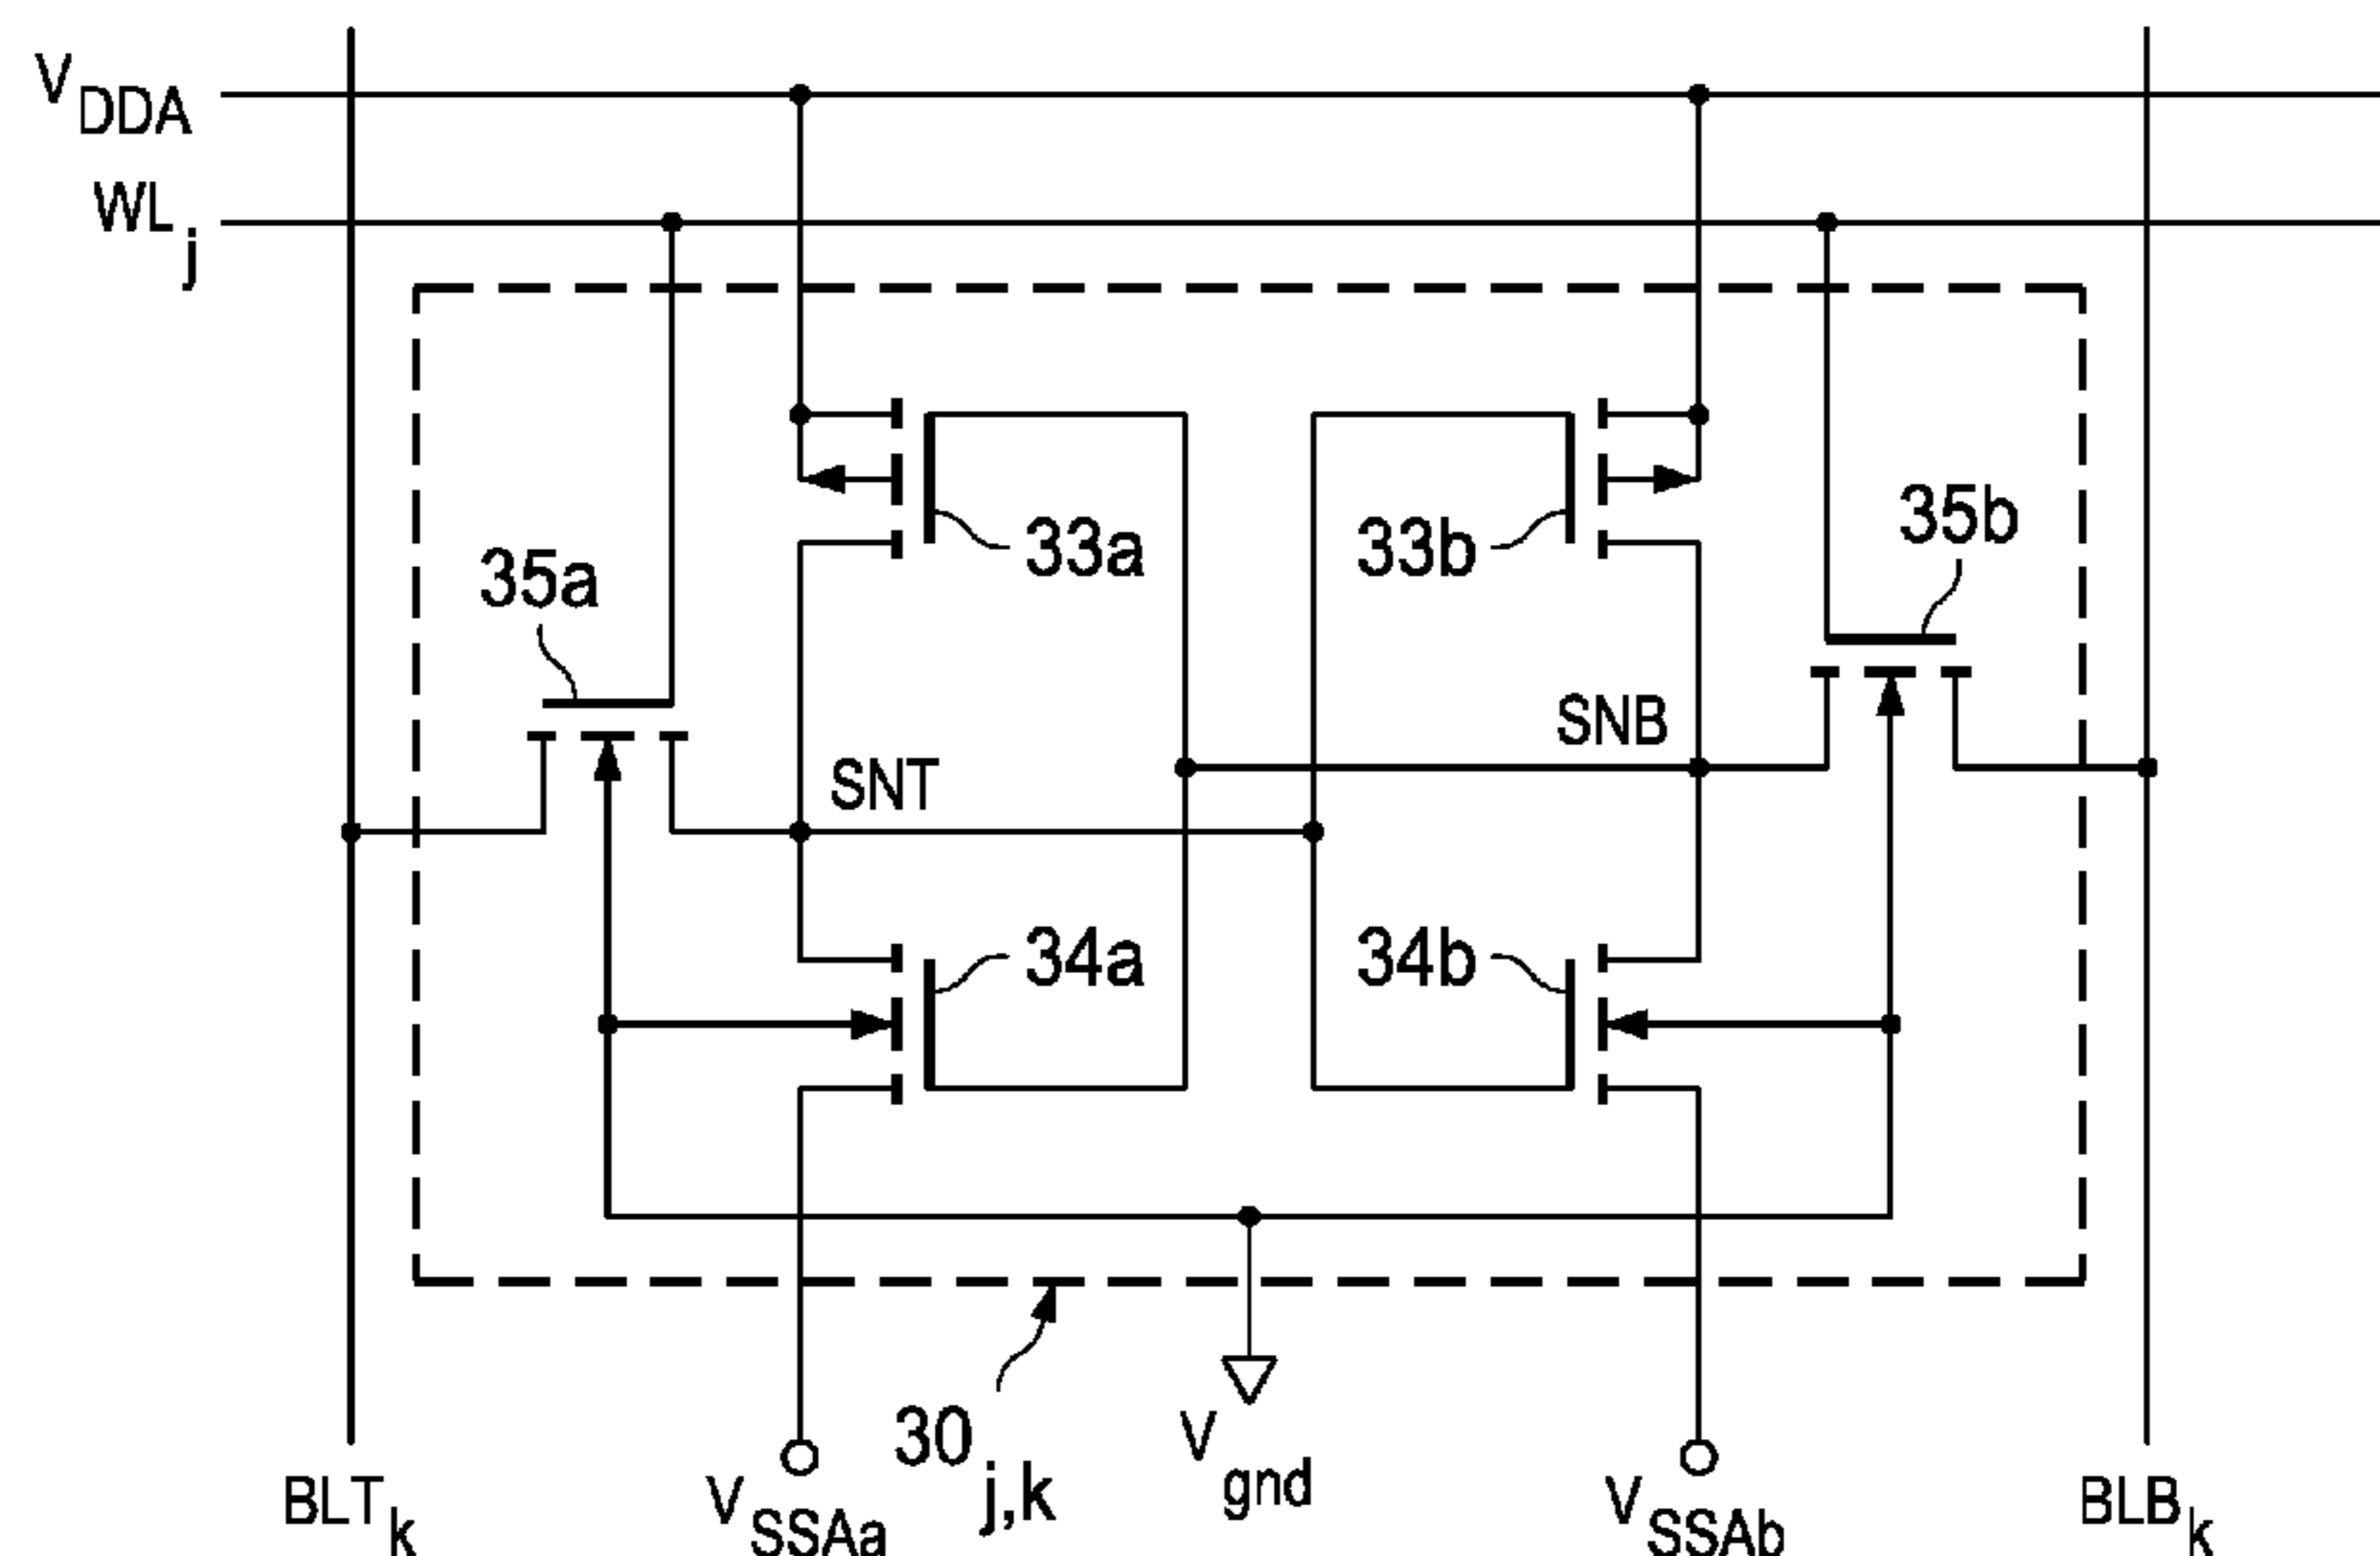 VDDA
WLj
33a
33b
35b
35a
SNB
SNT
34a
34b
30j,k
Vgnd
BLTk
VSSAa
VSSAb
BLBk